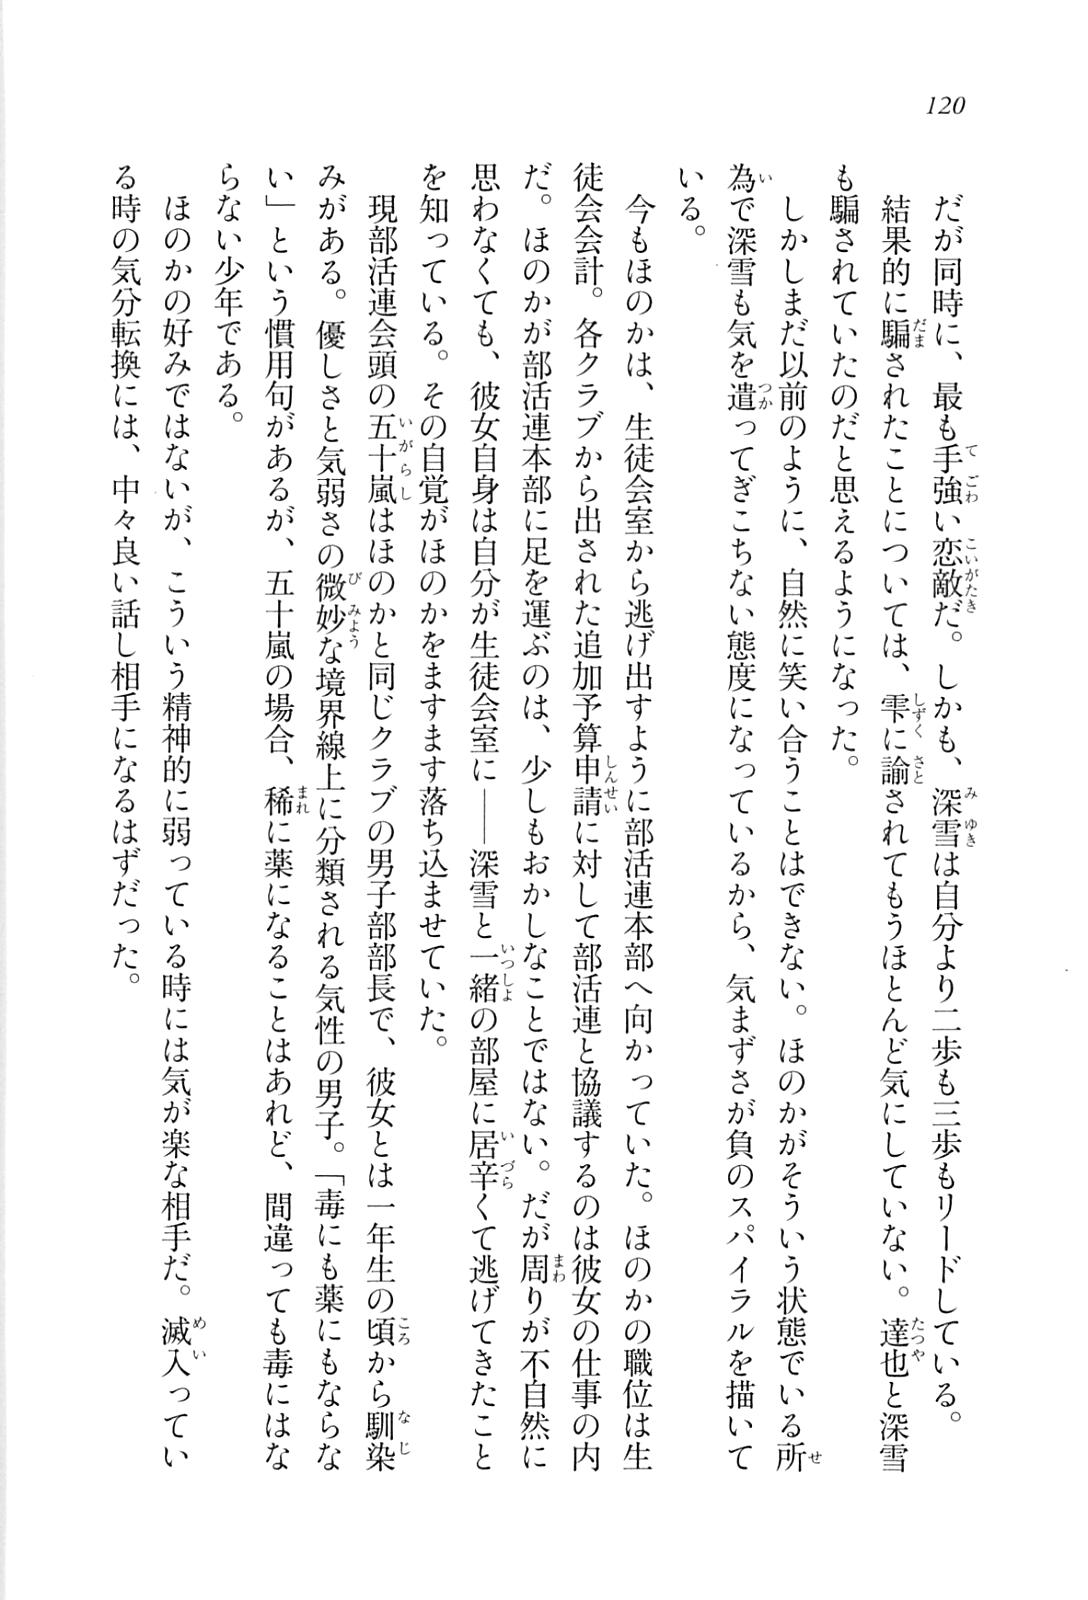 120
だが同時に、最も手強い恋敵だ。しかも、深雪は自分より二歩も三歩もリードしている。
結果的に騙されたことについては、雫に諭されてもうほとんど気にしていない。達也と深雪
も騙されていたのだと思えるようになった。
しかしまだ以前のように、自然に笑い合うことはできない。ほのかがそういう状態でいる所
為で深雪も気を遣ってぎこちない態度になっているから、気まずさが負のスパイラルを描いて
いる。
今もほのかは、生徒会室から逃げ出すように部活連本部へ向かっていた。ほのかの職位は生
徒会会計。各クラブから出された追加予算申請に対して部活連と協議するのは彼女の仕事の内
だ。ほのかが部活連本部に足を運ぶのは、少しもおかしなことではない。だが周りが不自然に
思わなくても、彼女自身は自分が生徒会室に――深雪と一緒の部屋に居辛くて逃げてきたこと
を知っている。その自覚がほのかをますます落ち込ませていた。
現部活連会頭の五十嵐はほのかと同じクラブの男子部部長で、彼女とは一年生の頃から馴染
みがある。優しさと気弱さの微妙な境界線上に分類される気性の男子。「毒にも薬にもならな
い」という慣用句があるが、五十嵐の場合、稀に薬になることはあれど、間違っても毒にはな
らない少年である。
ほのかの好みではないが、こういう精神的に弱っている時には気が楽な相手だ。滅入ってい
る時の気分転換には、中々良い話し相手になるはずだった。